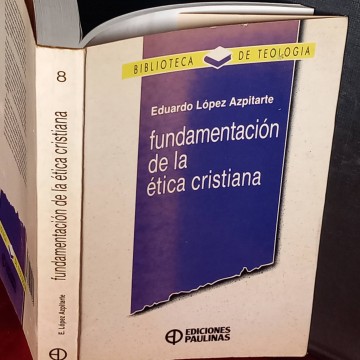 BIBLIOTECA DE TEOLOGIA
Eduardo López Azpitarte
fundamentación
de la
ética cristiana
EDICIONES
PAULINAS
8
fundamentación de la ética cristiana
E. López Azpitarte